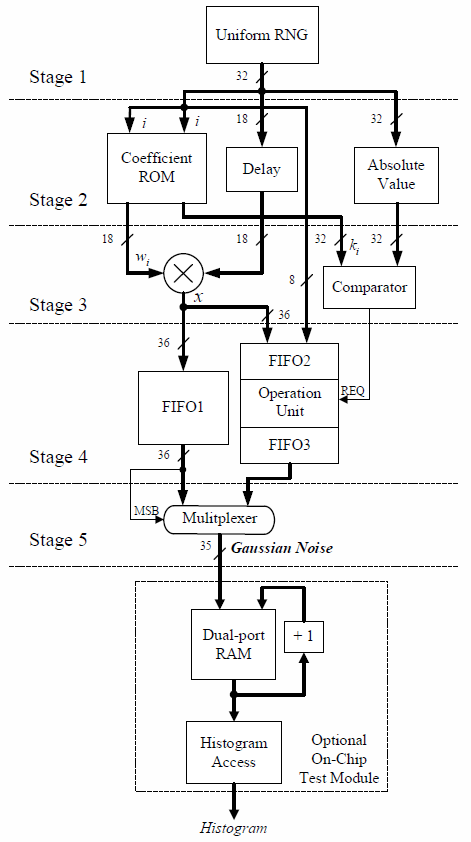 Uniform RNG
Stage 1
32
i
i
18
32
Coefficient
ROM
Delay
Absolute
Value
Stage 2
18
w_i
18
8
32
k_i
32
x
Comparator
Stage 3
36
36
FIFO1
FIFO2
Operation
Unit
FIFO3
REQ
36
Stage 4
MSB
Mulitplexer
Stage 5
35
Gaussian Noise
Dual-port
RAM
+ 1
Histogram
Access
Optional
On-Chip
Test Module
Histogram